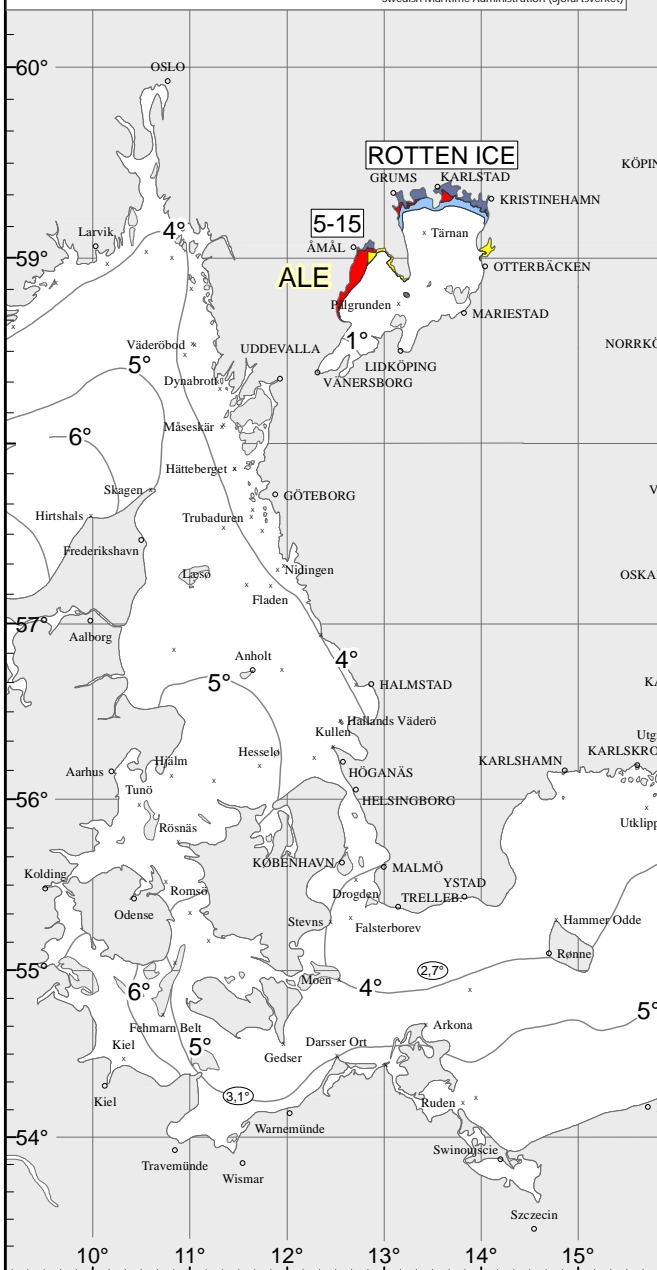 Swedish Maritime Administration (Sjöfartsverket)
60°
OSLO
ROTTEN ICE
KÖPIN
GRUMS
KARLSTAD
KRISTINEHAMN
5-15
Larvik
4°
Tärnan
59°
ÅMÅL
ALE
OTTERBÄCKEN
Pålgrunden
MARIESTAD
Väderöbod
1°
NORRKÖ
UDDEVALLA
LIDKÖPING
5°
Dynabrott
VÄNERSBORG
Måseskär
6°
Hätteberget
Skagen
GÖTEBORG
V
Hirtshals
Trubaduren
Frederikshavn
Læsø
Nidingen
OSKA
Fladen
57°
Aalborg
Anholt
4°
5°
HALMSTAD
KA
Hallands Väderö
Kullen
Utg
Hjälm
Hesselø
KARLSHAMN
KARLSKRO
Aarhus
HÖGANÄS
Tunö
56°
HELSINGBORG
Utklipp
Rösnäs
KØBENHAVN
MALMÖ
Kolding
Romsö
YSTAD
Drogden
TRELLEB.
Odense
Stevns
Falsterborev
Hammer Odde
Rønne
55°
2,7°
Moen
4°
6°
5°
Fehmarn Belt
Arkona
Kiel
5°
Gedser
Darsser Ort
Kiel
3,1°
Ruden
Warnemünde
54°
Swinoujscie
Travemünde
Wismar
Szczecin
10°
11°
12°
13°
14°
15°